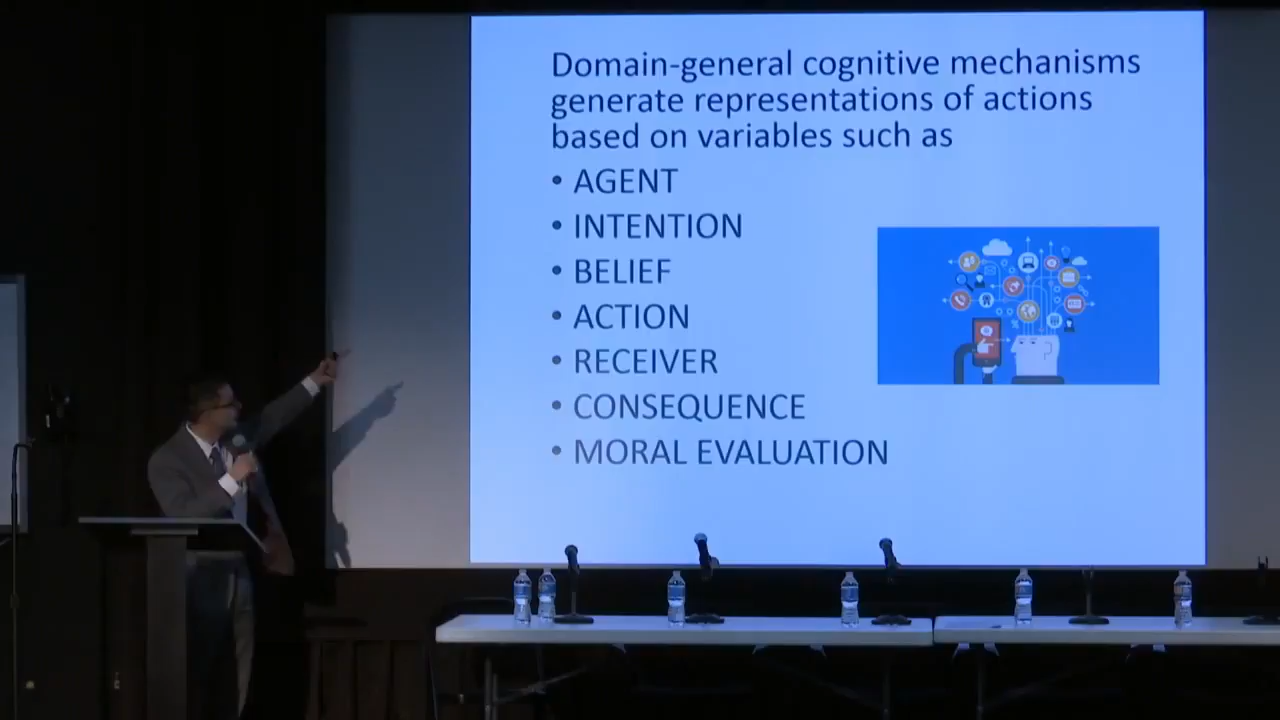 Domain-general cognitive mechanisms
generate representations of actions
based on variables such as
• AGENT
• INTENTION
• BELIEF
• ACTION
• RECEIVER
• CONSEQUENCE
• MORAL EVALUATION